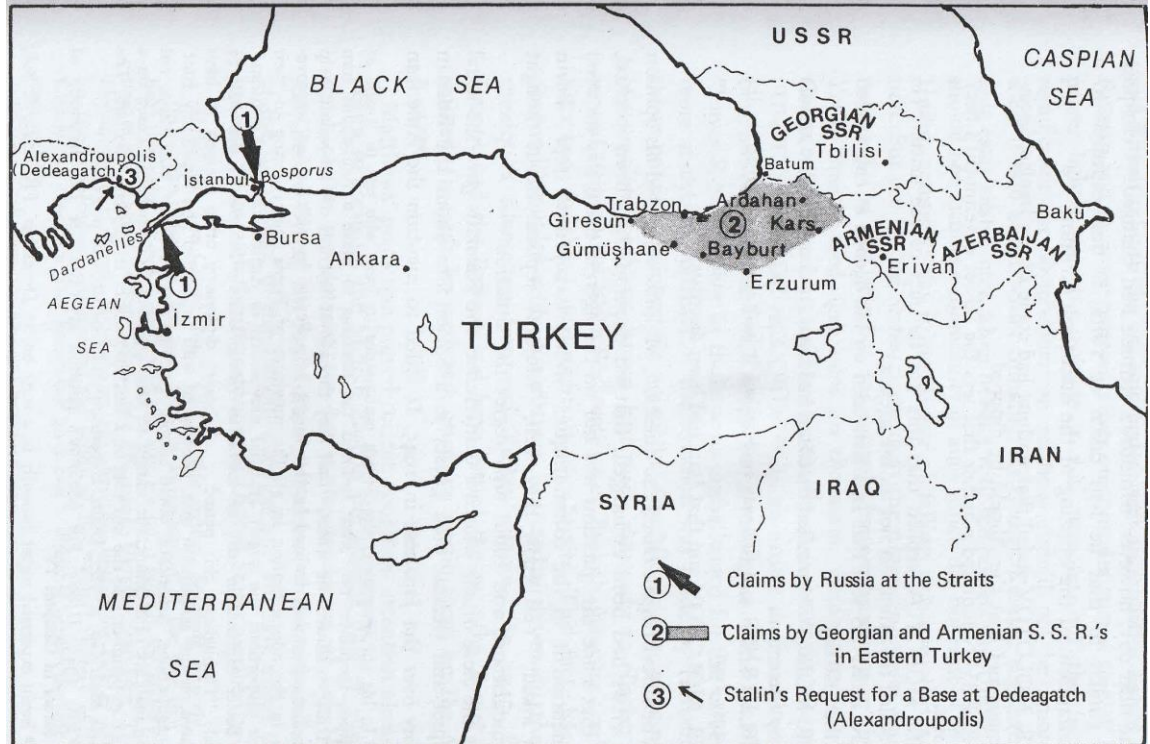 USSR
CASPIAN
SEA
BLACK SEA
①
GEORGIAN
SSR
Tbilisi
Alexandroupolis
(Dedeagatch)
③
İstanbul
Bosporus
Batum
Trabzon
Ardahan
Giresun
②
Kars
Baku
Gümüşhane
Bayburt
ARMENIAN
SSR
AZERBAIJAN
SSR
Dardanelles
Bursa
Ankara
Erivan
Erzurum
①
AEGEAN
SEA
İzmir
TURKEY
SYRIA
IRAQ
IRAN
MEDITERRANEAN
SEA
① Claims by Russia at the Straits
② Claims by Georgian and Armenian S. S. R.'s
in Eastern Turkey
③ Stalin's Request for a Base at Dedeagatch
(Alexandroupolis)